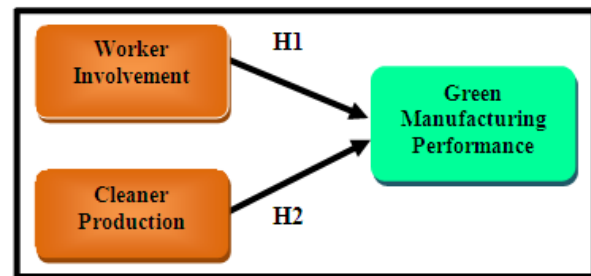 Worker
Involvement
H1
Green
Manufacturing
Performance
Cleaner
Production
H2